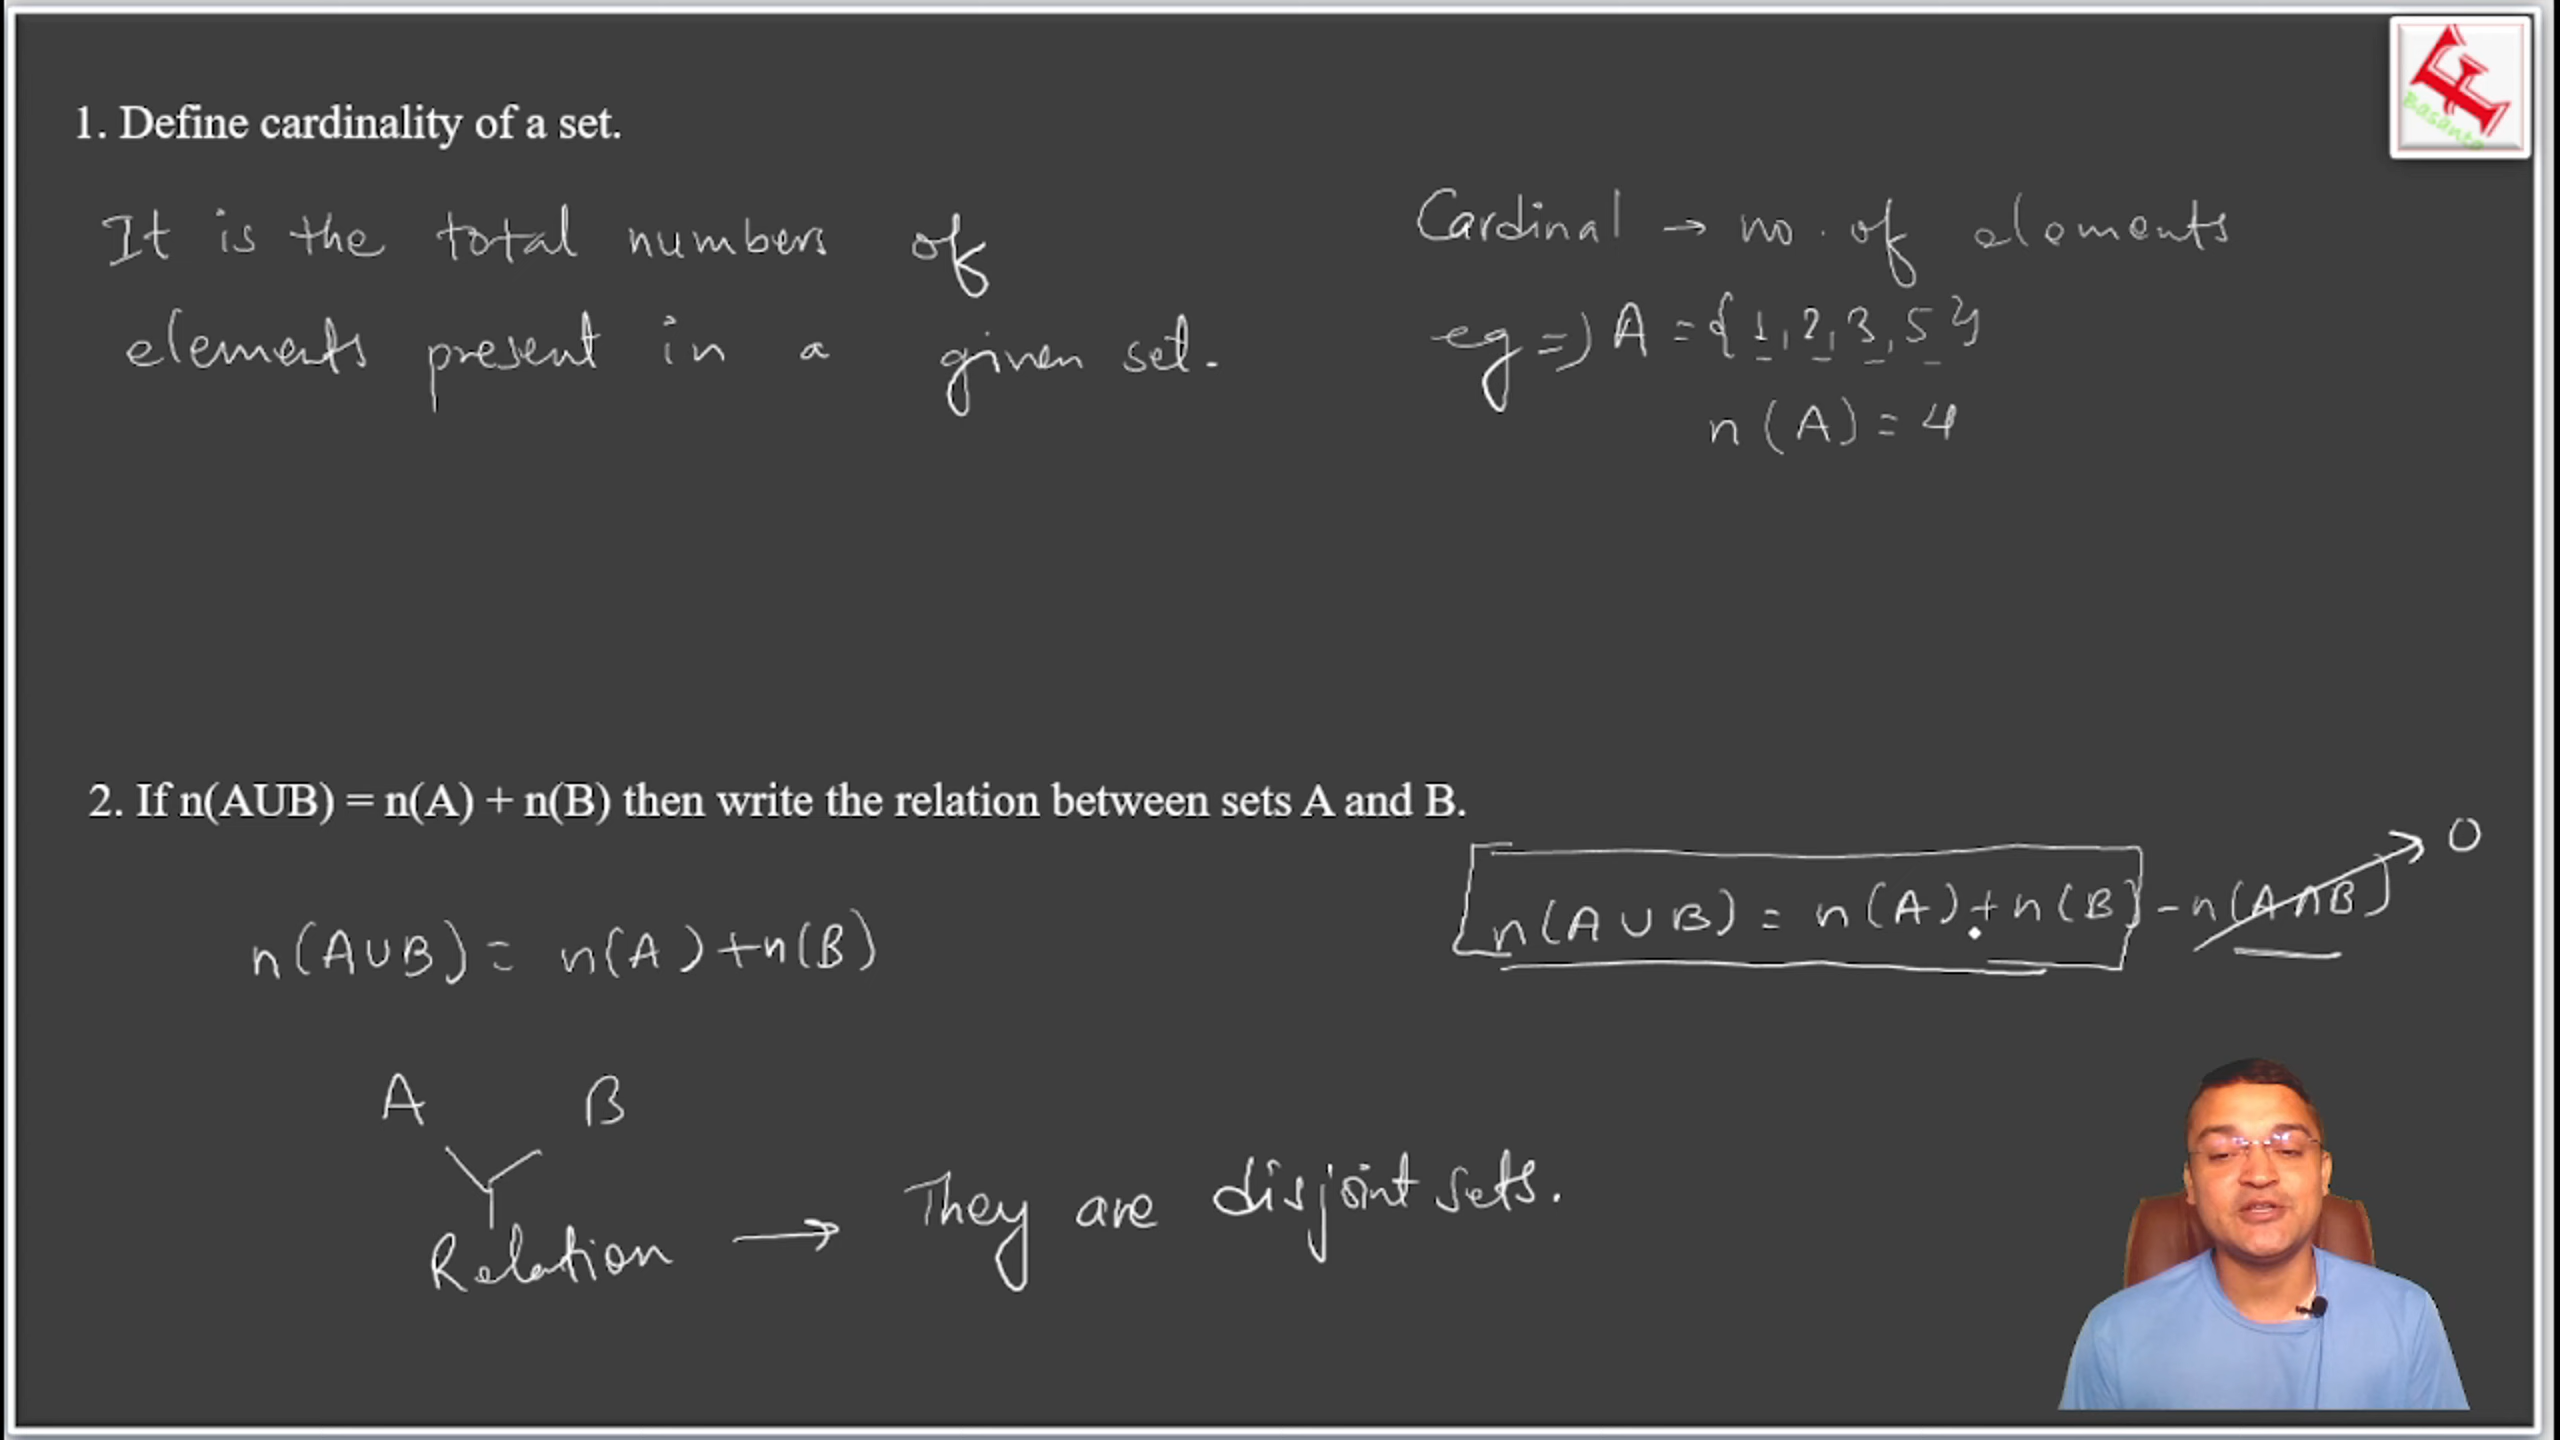 Basanta
1. Define cardinality of a set.
It is the total numbers of
elements present in a given set.
Cardinal → no. of elements
eg => A = {1, 2, 3, 5}
n(A) = 4
2. If n(AUB) = n(A) + n(B) then write the relation between sets A and B.
n(A∪B) = n(A) + n(B) - n(A∩B) → 0
n(A∪B) = n(A) + n(B)
A B
Relation → They are disjoint sets.